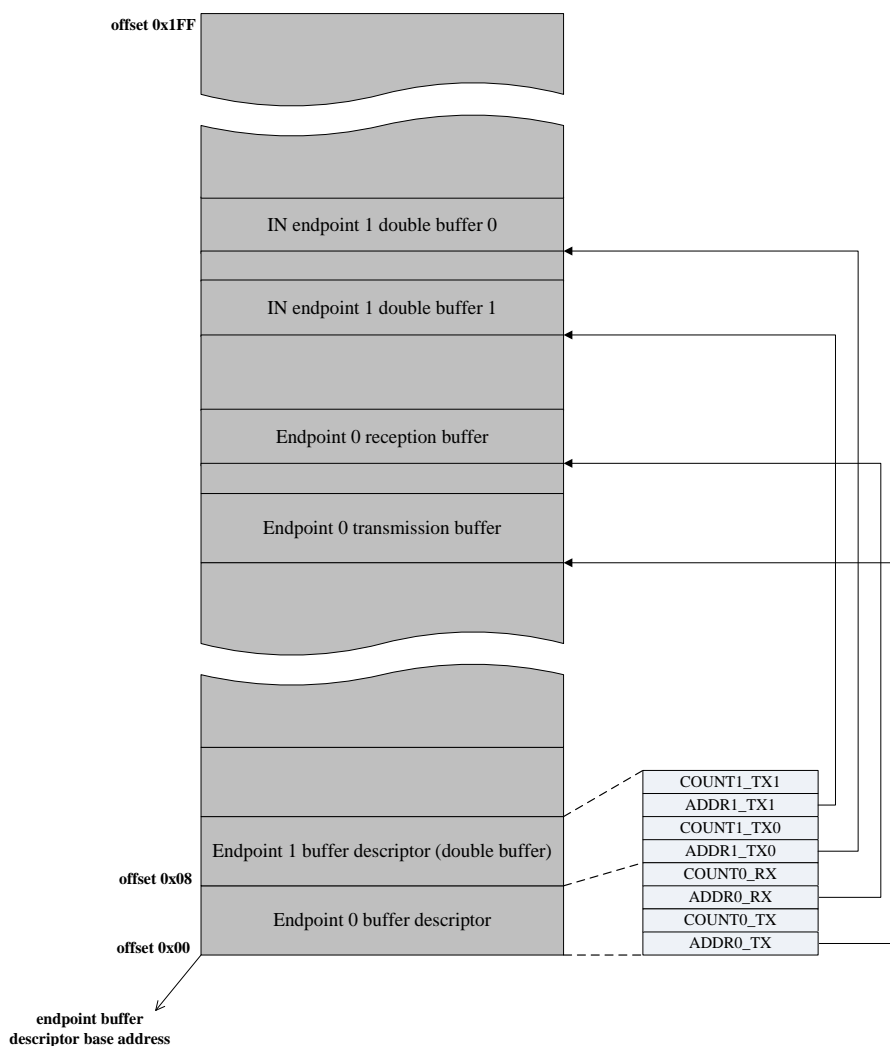 offset 0x1FF
IN endpoint 1 double buffer 0
IN endpoint 1 double buffer 1
Endpoint 0 reception buffer
Endpoint 0 transmission buffer
COUNT1_TX1
ADDR1_TX1
COUNT1_TX0
ADDR1_TX0
COUNT0_RX
ADDR0_RX
COUNT0_TX
ADDR0_TX
Endpoint 1 buffer descriptor (double buffer)
offset 0x08
Endpoint 0 buffer descriptor
offset 0x00
endpoint buffer
descriptor base address